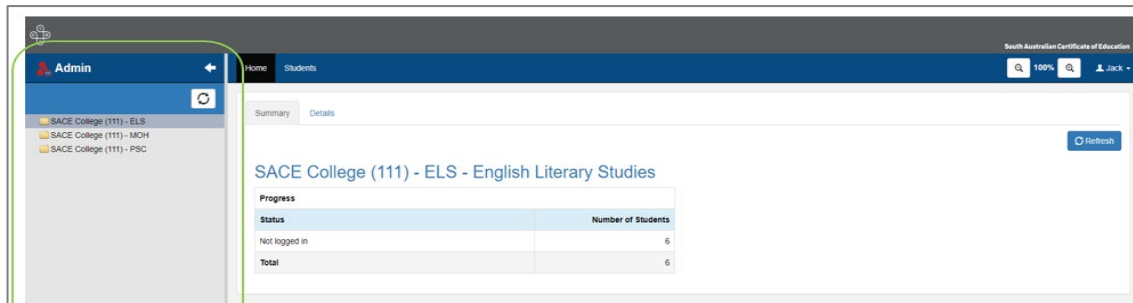 South Australian Certificate of Education
Admin
Home Students
100%
Jack
SACE College (111) - ELS
SACE College (111) - MOH
SACE College (111) - PSC
Summary Details
Refresh
SACE College (111) - ELS - English Literary Studies
Progress
Status Number of Students
Not logged in 6
Total 6